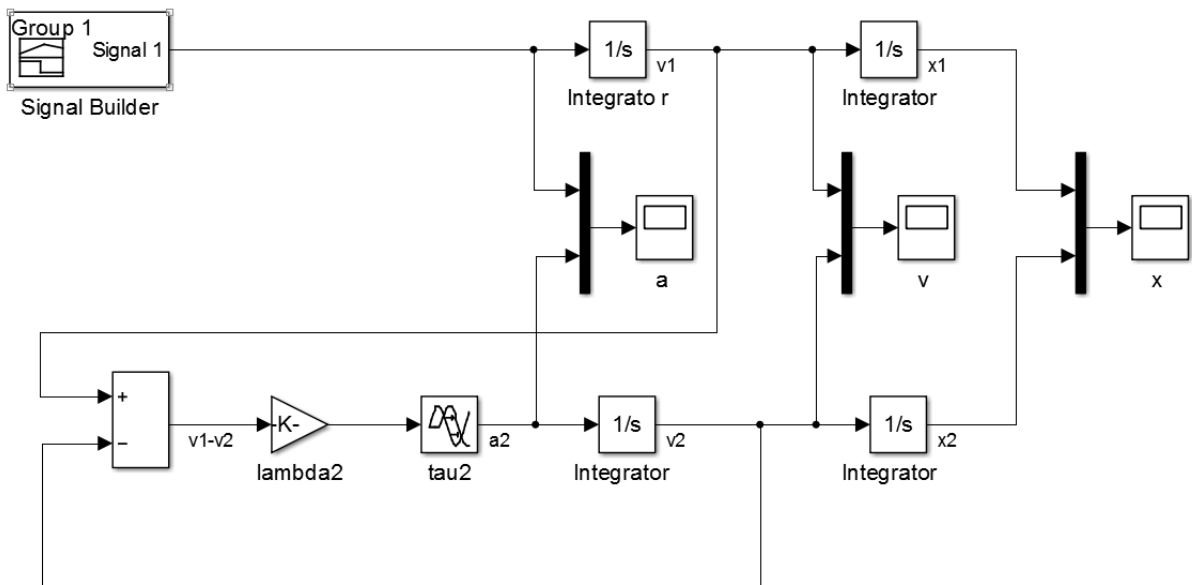 Group 1
Signal 1
Signal Builder
1/s
v1
Integrato r
1/s
x1
Integrator
a
v
x
+
−
v1-v2
-K-
lambda2
tau2
a2
1/s
v2
Integrator
1/s
x2
Integrator